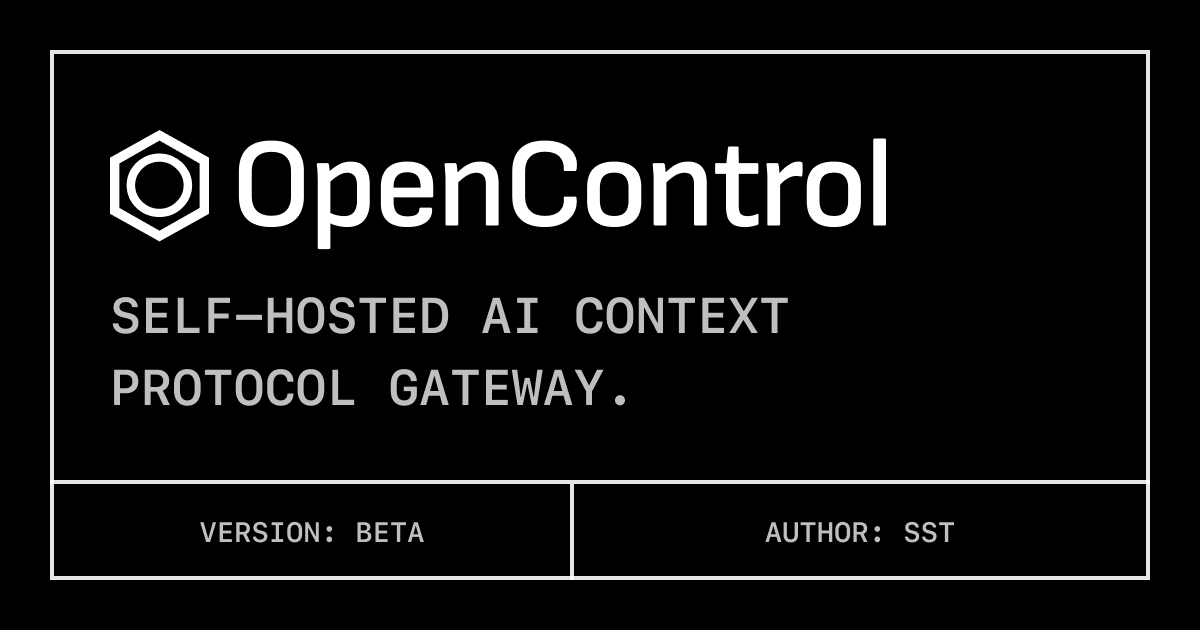 OpenControl
SELF–HOSTED AI CONTEXT
PROTOCOL GATEWAY.
VERSION: BETA
AUTHOR: SST